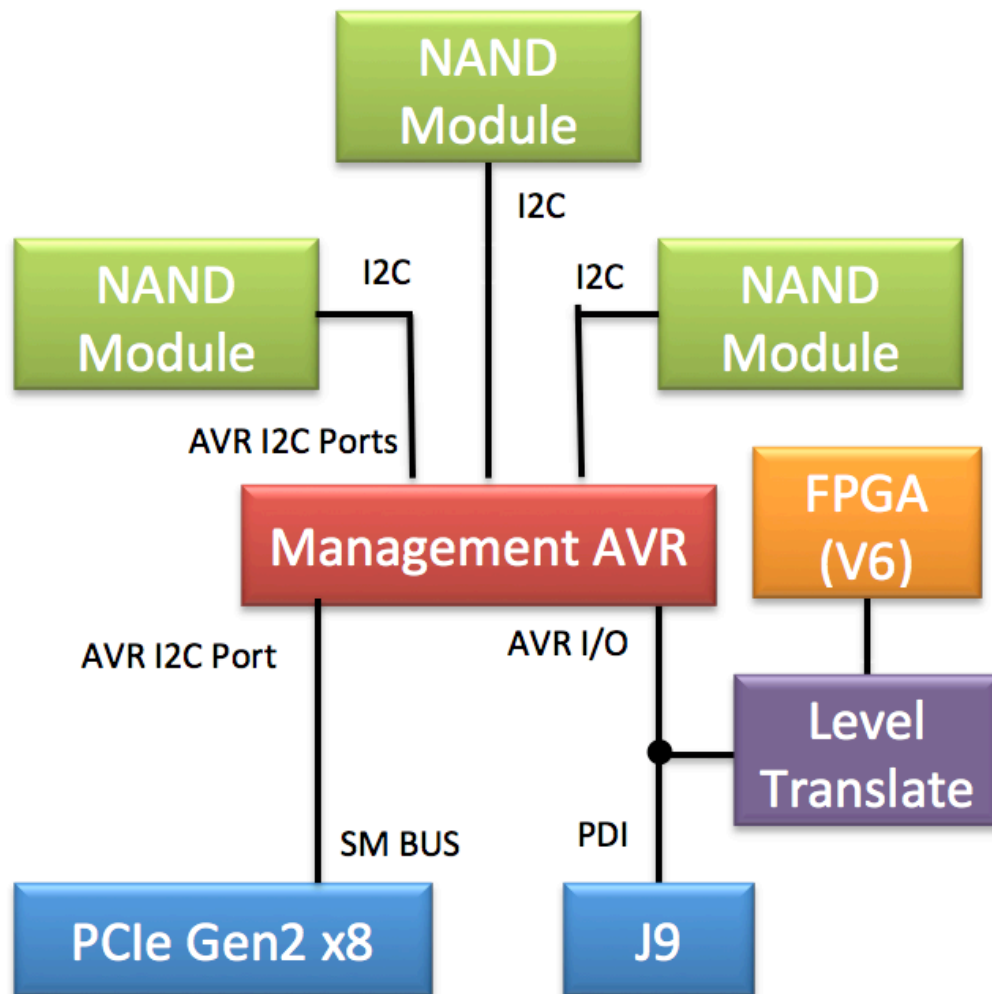 NAND
Module
I2C
NAND
Module
I2C
I2C
NAND
Module
AVR I2C Ports
Management AVR
FPGA
(V6)
AVR I2C Port
AVR I/O
Level
Translate
SM BUS
PDI
PCIe Gen2 x8
J9